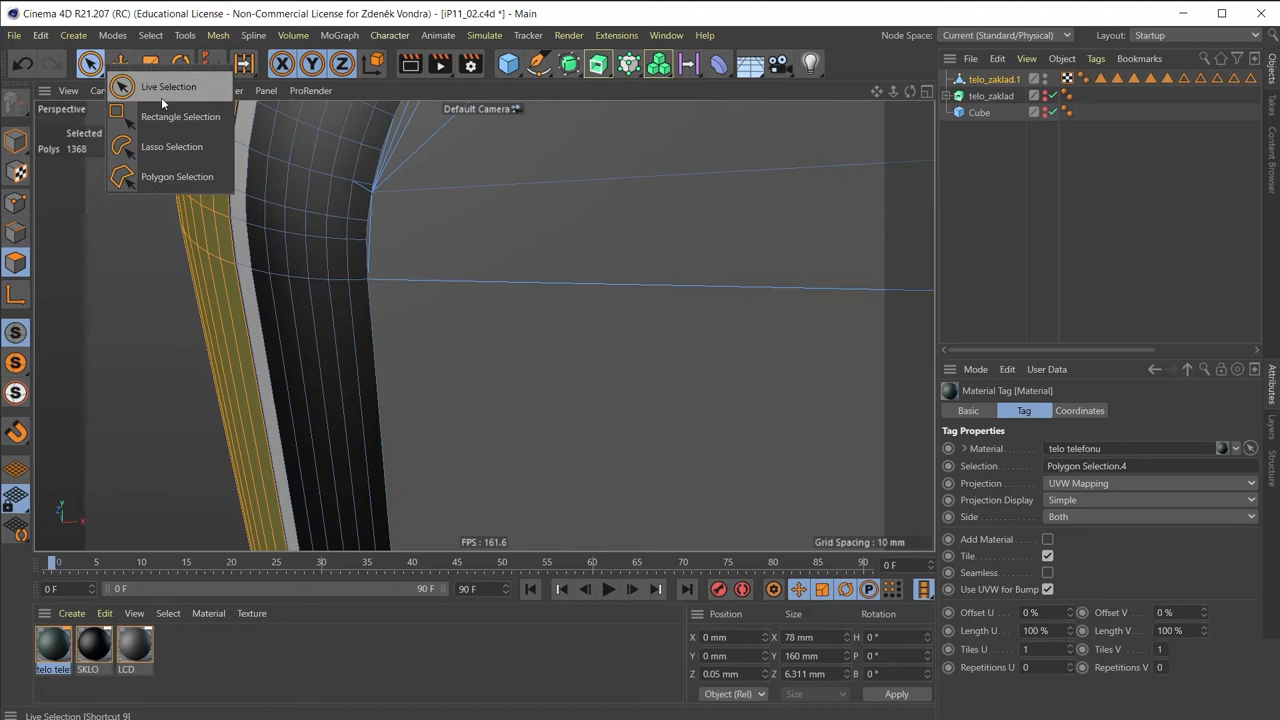 Cinema 4D R21.207 (RC) (Educational License - Non-Commercial License for Zdeněk Vondra) - [iP11_02.c4d *] - Main
File Edit Create Modes Select Tools Mesh Spline Volume MoGraph Character Animate Simulate Tracker Render Extensions Window Help Node Space: Current (Standard/Physical) Layout: Startup
X Y Z
View Panel ProRender
File Edit View Object Tags Bookmarks
Live Selection
Rectangle Selection
Lasso Selection
Polygon Selection
Perspective
Default Camera
Selected
Polys 1368
telo_zaklad.1
telo_zaklad
Cube
Objects
Takes
Content Browser
Attributes
Layers
Structure
Mode Edit User Data
Material Tag [Material]
Basic Tag Coordinates
Tag Properties
Material telo telefonu
Selection Polygon Selection.4
Projection UVW Mapping
Projection Display Simple
Side Both
Add Material
Tile
Seamless
Use UVW for Bump
Offset U 0 % Offset V 0 %
Length U 100 % Length V 100 %
Tiles U 1 Tiles V 1
Repetitions U 0 Repetitions V 0
Y
Z
X
FPS : 161.6
Grid Spacing : 10 mm
0 5 10 15 20 25 30 35 40 45 50 55 60 65 70 75 80 85 90 0 F
0 F 0 F 90 F 90 F
Create Edit View Select Material Texture
telo telef SKLO LCD
Position Size Rotation
X 0 mm X 78 mm H 0 °
Y 0 mm Y 160 mm P 0 °
Z 0.05 mm Z 6.311 mm B 0 °
Object (Rel) Size Apply
Live Selection [Shortcut 9]